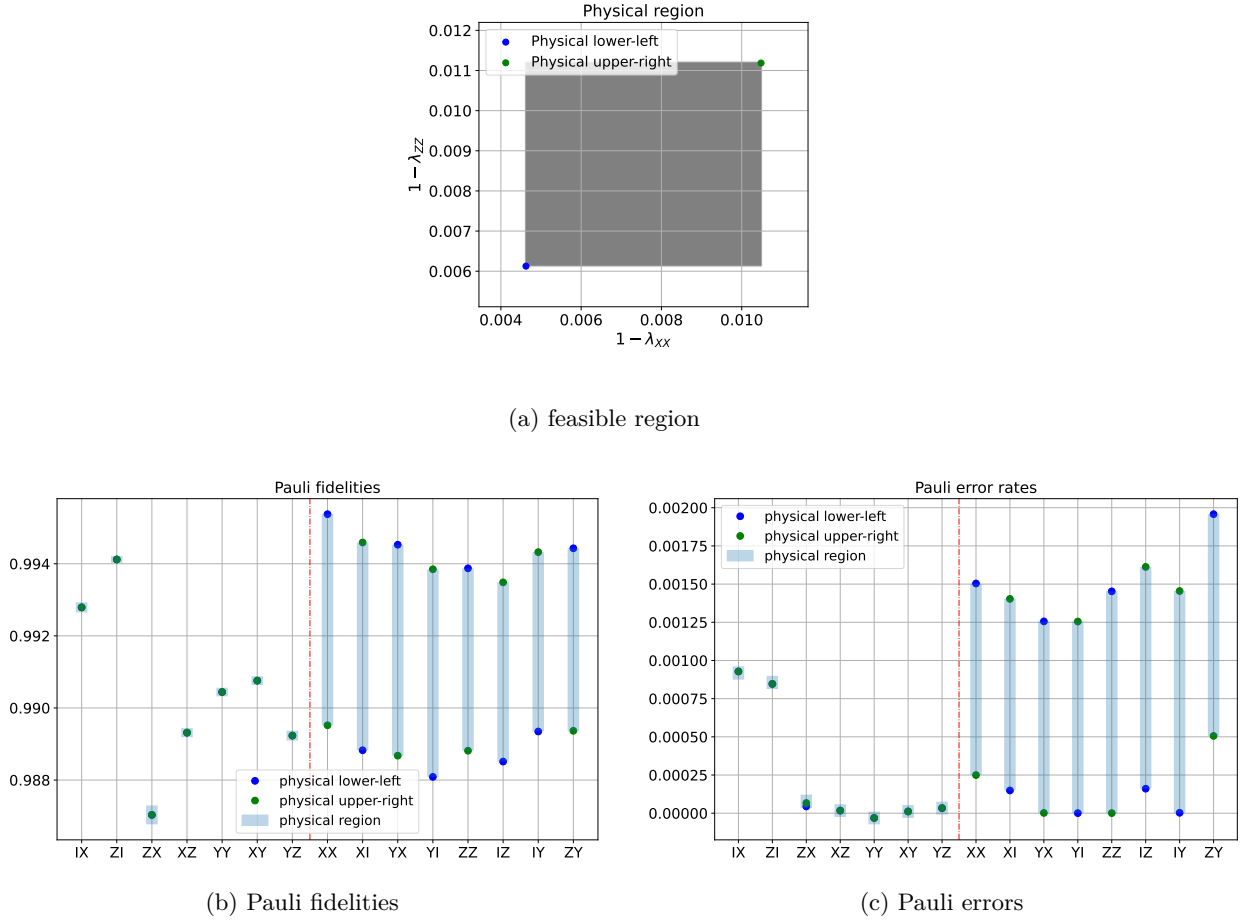 Physical region
Physical lower-left
Physical upper-right
0.012
0.011
0.010
0.009
0.008
0.007
0.006
1 − λ_ZZ
0.004 0.006 0.008 0.010
1 − λ_XX
(a) feasible region
Pauli fidelities
0.994
0.992
0.990
0.988
physical lower-left
physical upper-right
physical region
IX ZI ZX XZ YY XY YZ XX XI YX YI ZZ IZ IY ZY
(b) Pauli fidelities
Pauli error rates
physical lower-left
physical upper-right
physical region
0.00200
0.00175
0.00150
0.00125
0.00100
0.00075
0.00050
0.00025
0.00000
IX ZI ZX XZ YY XY YZ XX XI YX YI ZZ IZ IY ZY
(c) Pauli errors